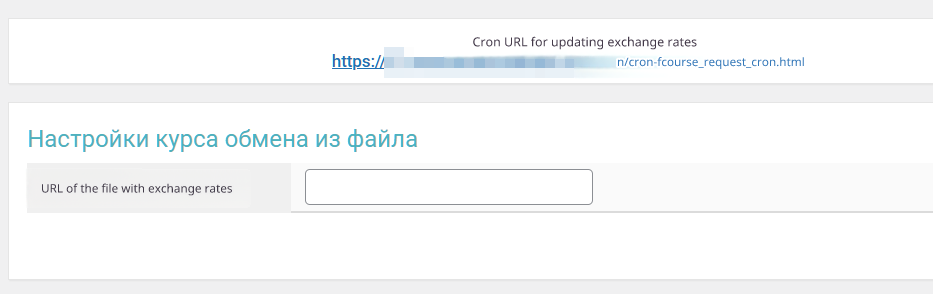 Cron URL for updating exchange rates
https:// n/cron-fcourse_request_cron.html
Настройки курса обмена из файла
URL of the file with exchange rates